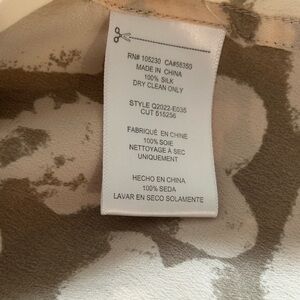 RN# 105230 CA#58350
MADE IN CHINA
100% SILK
DRY CLEAN ONLY
STYLE Q2022-E035
CUT 515256
FABRIQUÉ EN CHINE
100% SOIE
NETTOYAGE À SEC
UNIQUEMENT
HECHO EN CHINA
100% SEDA
LAVAR EN SECO SOLAMENTE